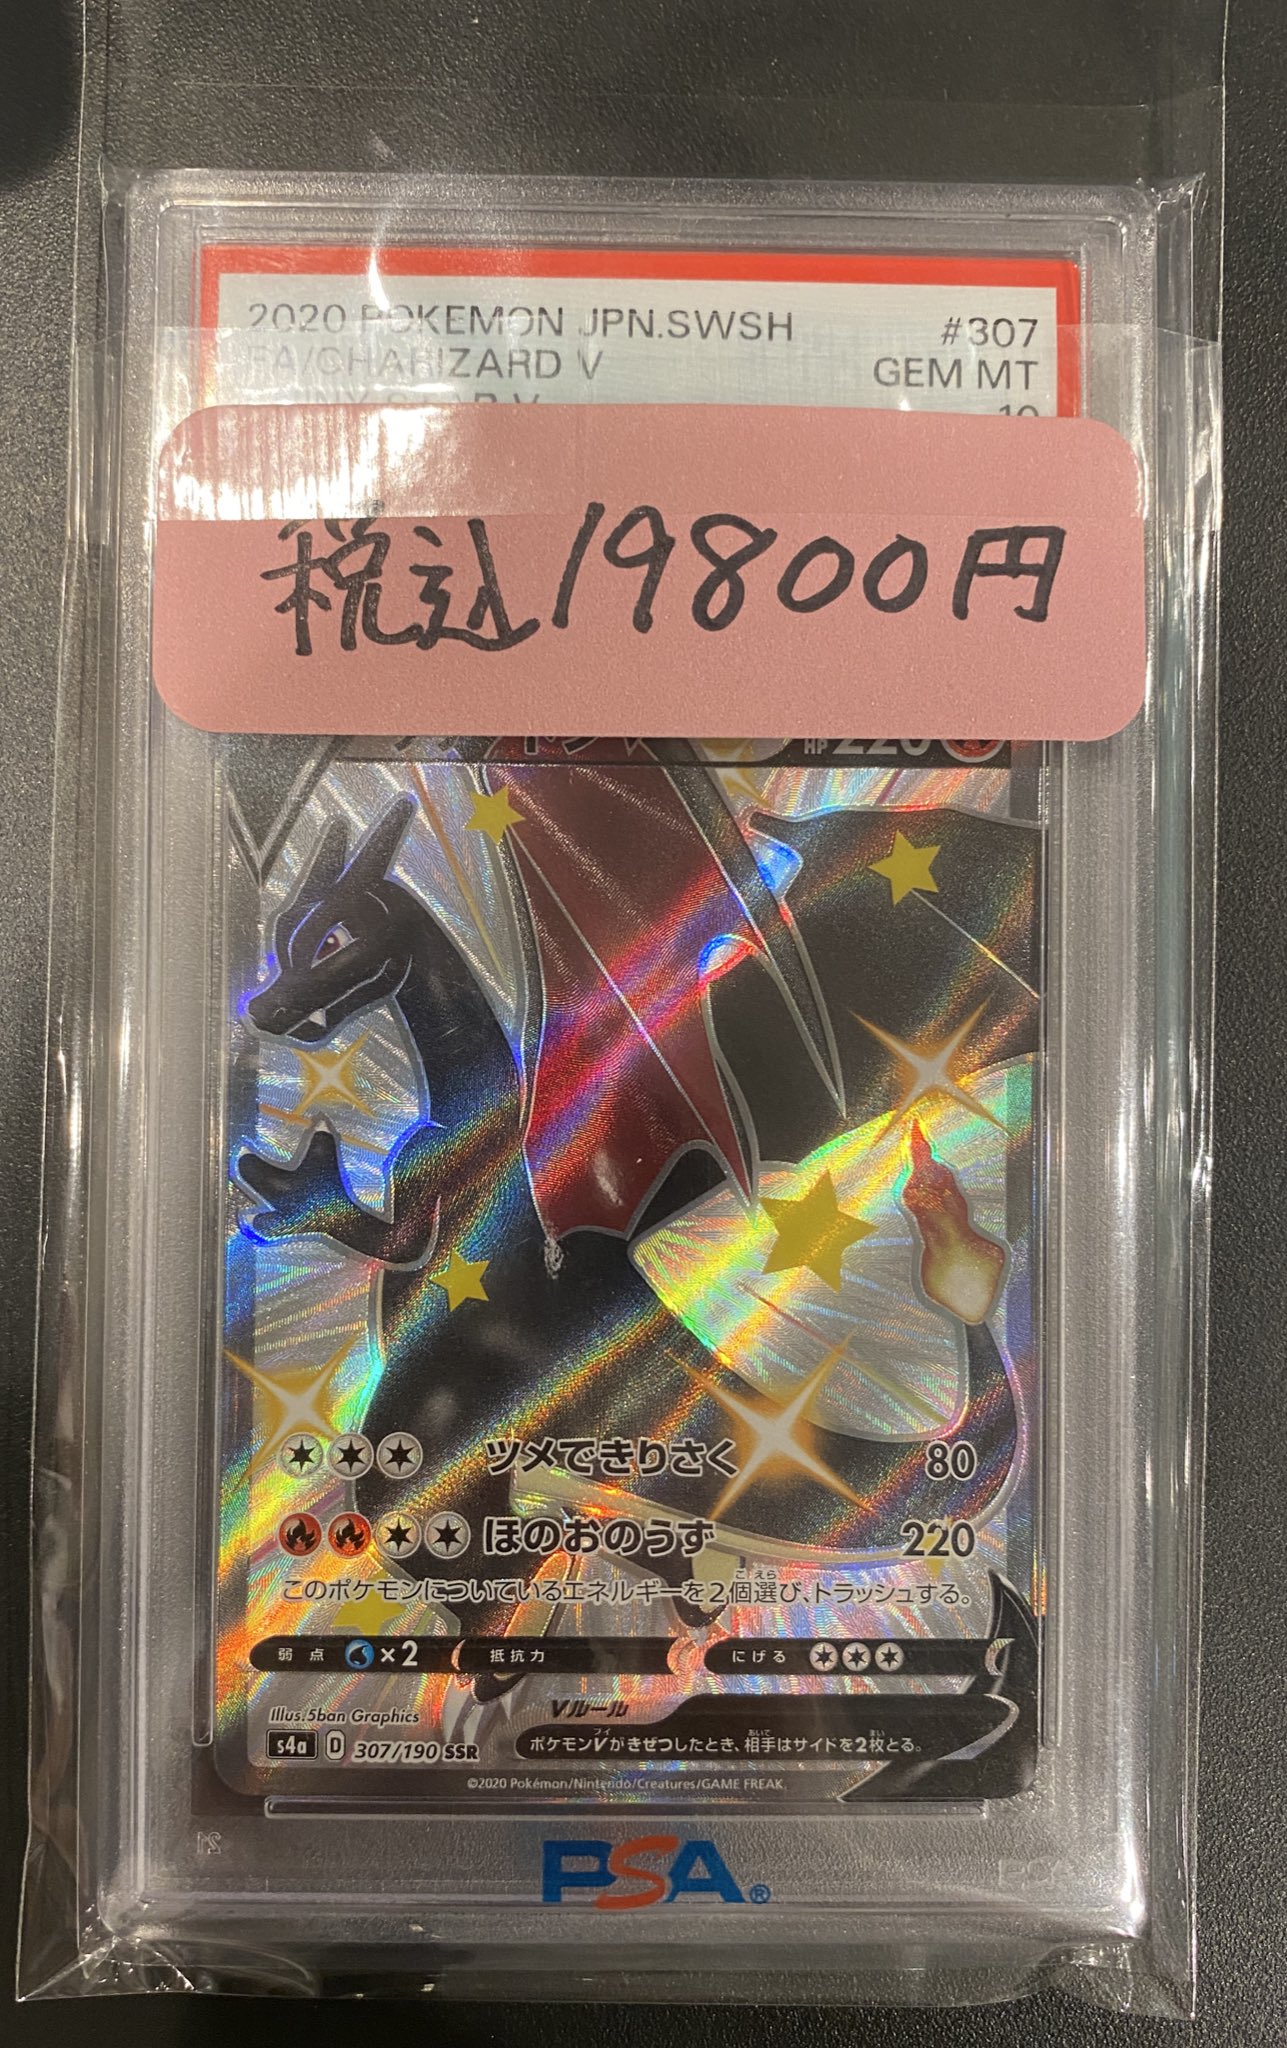 2020 POKEMON JPN.SWSH #307
FA/CHARIZARD V GEM MT
10
税込19800円
HP 220
ツメできりさく 80
ほのおのうず 220
このポケモンについているエネルギーを2個選び、トラッシュする。
弱点 ×2 抵抗力 にげる
Illus.5ban Graphics
Vルール
s4a D 307/190 SSR
ポケモンVがきぜつしたとき、相手はサイドを2枚とる。
©2020 Pokémon/Nintendo/Creatures/GAME FREAK.
PSA®